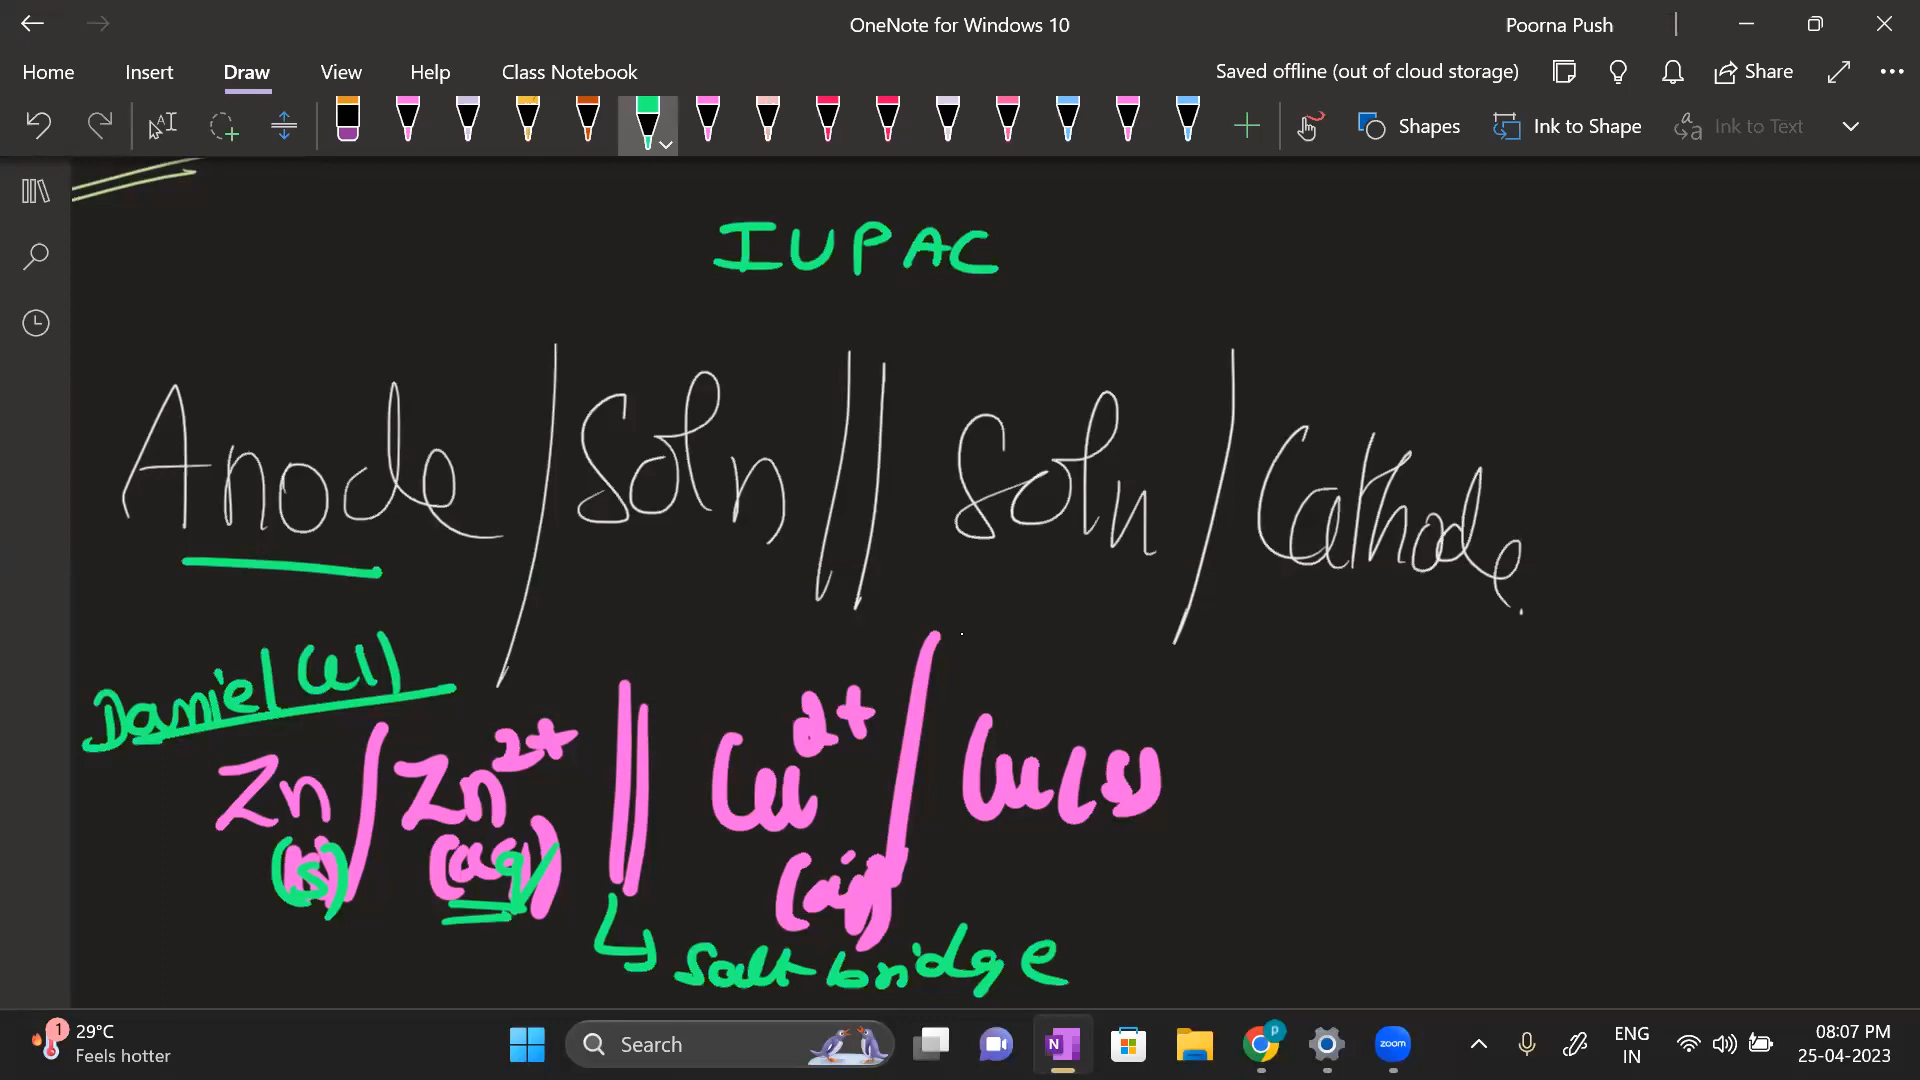 OneNote for Windows 10
Poorna Push
Home Insert Draw View Help Class Notebook
Saved offline (out of cloud storage)
Share
Shapes
Ink to Shape
Ink to Text
IUPAC
Anode / Soln // Soln / Cathode.
Daniel Cell
Zn / Zn2+ || Cu2+ / Cu(s)
(s) (aq) (aq)
Salt bridge
1
29°C
Feels hotter
Search
N
P
zoom
ENG
IN
08:07 PM
25-04-2023